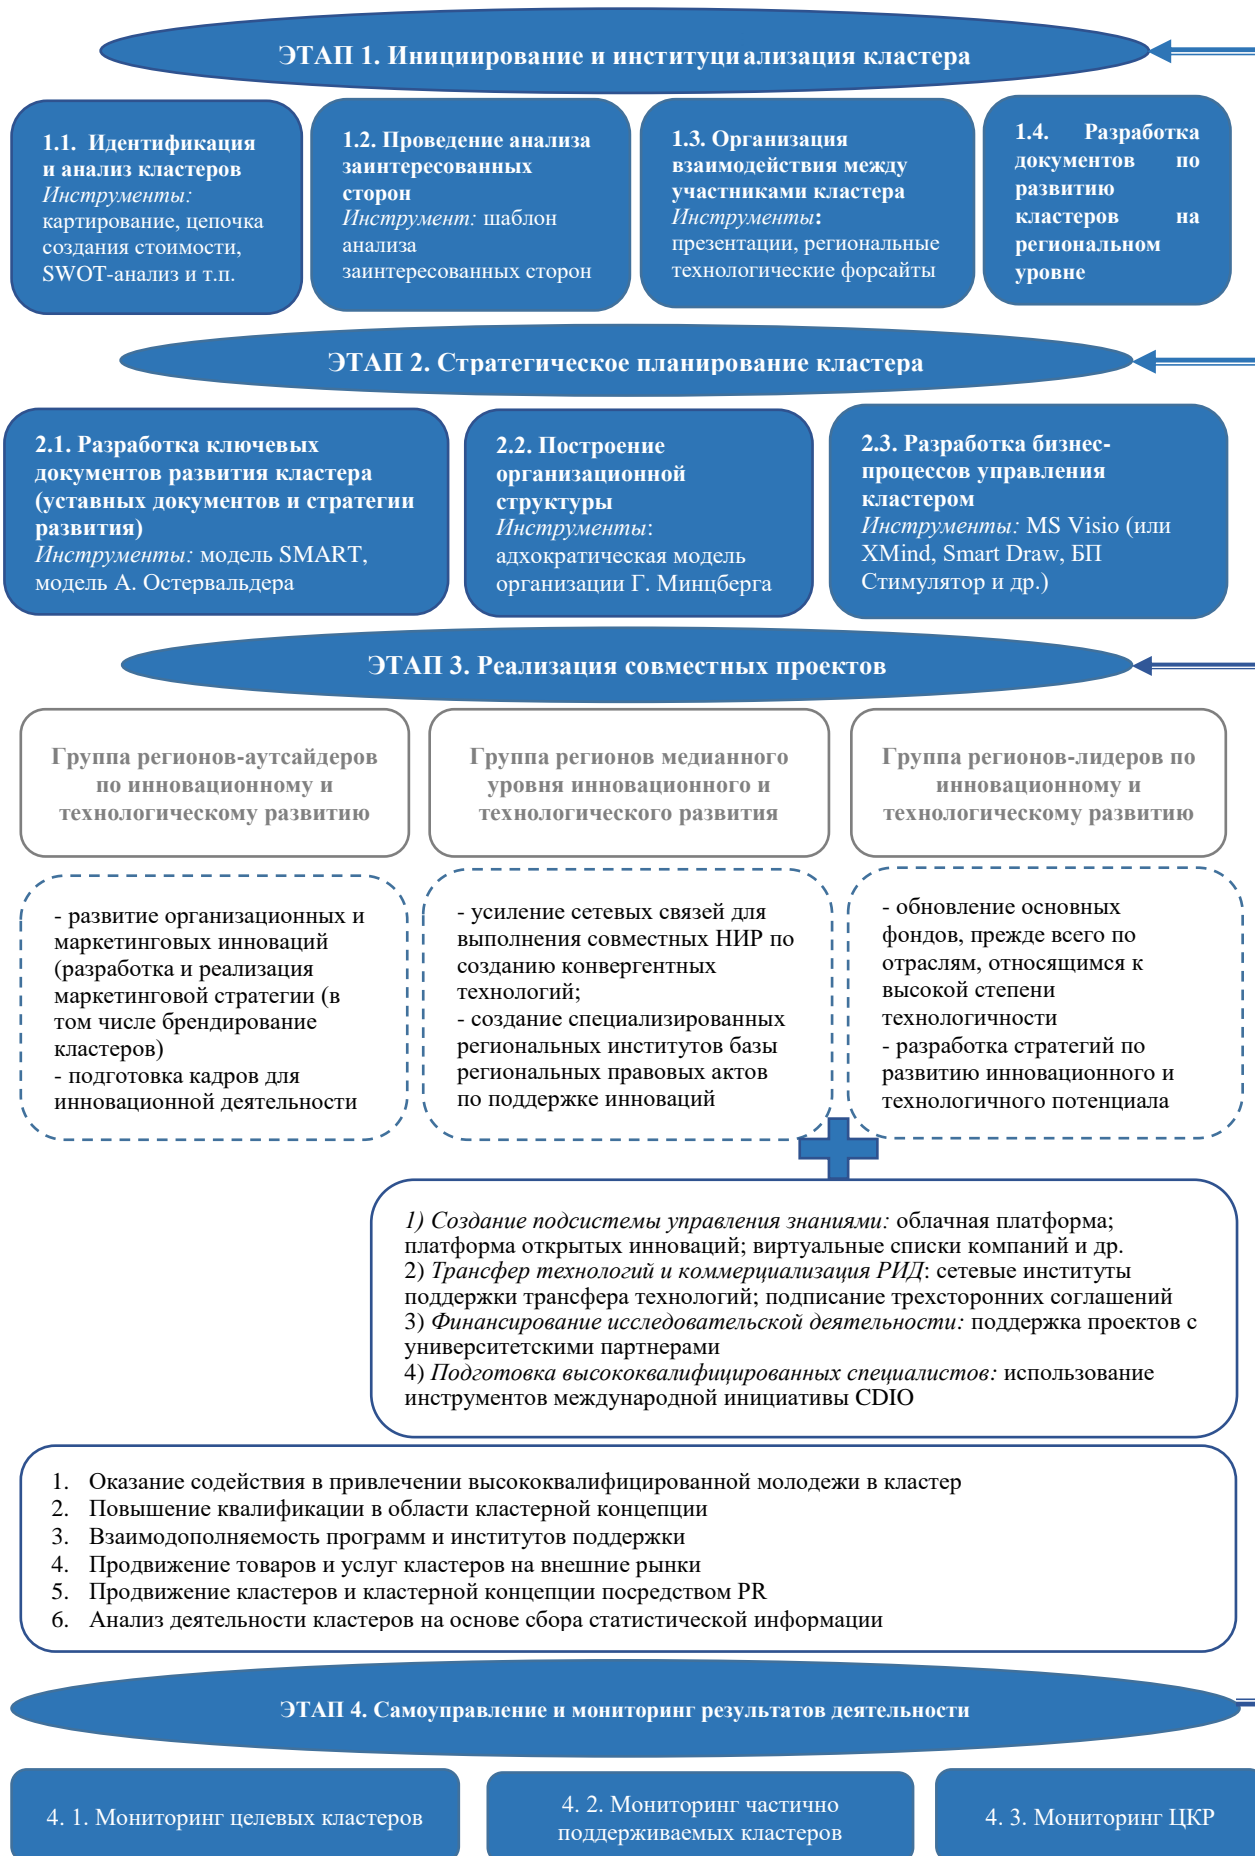 ЭТАП 1. Инициирование и институциализация кластера
1.1. Идентификация
и анализ кластеров
Инструменты:
картирование, цепочка
создания стоимости,
SWOT-анализ и т.п.
1.2. Проведение анализа
заинтересованных
сторон
Инструмент: шаблон
анализа
заинтересованных сторон
1.3. Организация
взаимодействия между
участниками кластера
Инструменты:
презентации, региональные
технологические форсайты
1.4. Разработка
документов по
развитию
кластеров на
региональном
уровне
ЭТАП 2. Стратегическое планирование кластера
2.1. Разработка ключевых
документов развития кластера
(уставных документов и стратегии
развития)
Инструменты: модель SMART,
модель А. Остервальдера
2.2. Построение
организационной
структуры
Инструменты:
адхократическая модель
организации Г. Минцберга
2.3. Разработка бизнес-
процессов управления
кластером
Инструменты: MS Visio (или
XMind, Smart Draw, БП
Стимулятор и др.)
ЭТАП 3. Реализация совместных проектов
Группа регионов-аутсайдеров
по инновационному и
технологическому развитию
Группа регионов медианного
уровня инновационного и
технологического развития
Группа регионов-лидеров по
инновационному и
технологическому развитию
- развитие организационных и
маркетинговых инноваций
(разработка и реализация
маркетинговой стратегии (в
том числе брендирование
кластеров)
- подготовка кадров для
инновационной деятельности
- усиление сетевых связей для
выполнения совместных НИР по
созданию конвергентных
технологий;
- создание специализированных
региональных институтов базы
региональных правовых актов
по поддержке инноваций
- обновление основных
фондов, прежде всего по
отраслям, относящимся к
высокой степени
технологичности
- разработка стратегий по
развитию инновационного и
технологичного потенциала
1) Создание подсистемы управления знаниями: облачная платформа;
платформа открытых инноваций; виртуальные списки компаний и др.
2) Трансфер технологий и коммерциализация РИД: сетевые институты
поддержки трансфера технологий; подписание трехсторонних соглашений
3) Финансирование исследовательской деятельности: поддержка проектов с
университетскими партнерами
4) Подготовка высококвалифицированных специалистов: использование
инструментов международной инициативы CDIO
1. Оказание содействия в привлечении высококвалифицированной молодежи в кластер
2. Повышение квалификации в области кластерной концепции
3. Взаимодополняемость программ и институтов поддержки
4. Продвижение товаров и услуг кластеров на внешние рынки
5. Продвижение кластеров и кластерной концепции посредством PR
6. Анализ деятельности кластеров на основе сбора статистической информации
ЭТАП 4. Самоуправление и мониторинг результатов деятельности
4. 1. Мониторинг целевых кластеров
4. 2. Мониторинг частично
поддерживаемых кластеров
4. 3. Мониторинг ЦКР